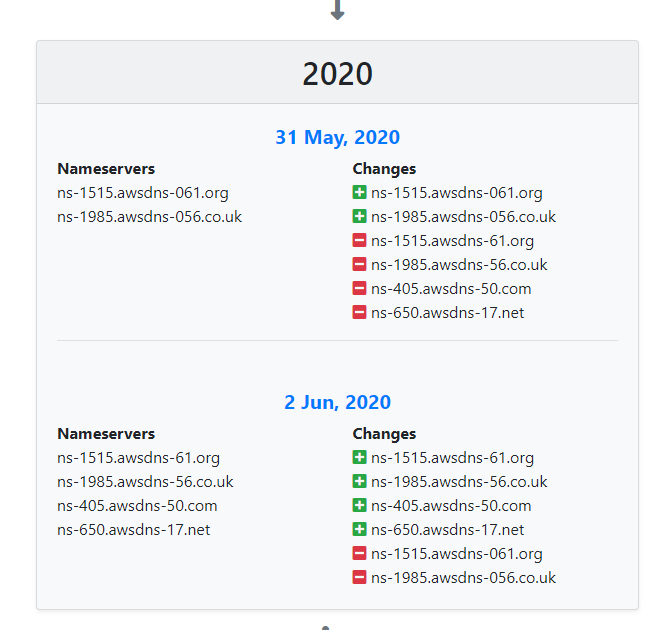 2020
31 May, 2020
Nameservers
ns-1515.awsdns-061.org
ns-1985.awsdns-056.co.uk
Changes
ns-1515.awsdns-061.org
ns-1985.awsdns-056.co.uk
ns-1515.awsdns-61.org
ns-1985.awsdns-56.co.uk
ns-405.awsdns-50.com
ns-650.awsdns-17.net
2 Jun, 2020
Nameservers
ns-1515.awsdns-61.org
ns-1985.awsdns-56.co.uk
ns-405.awsdns-50.com
ns-650.awsdns-17.net
Changes
ns-1515.awsdns-61.org
ns-1985.awsdns-56.co.uk
ns-405.awsdns-50.com
ns-650.awsdns-17.net
ns-1515.awsdns-061.org
ns-1985.awsdns-056.co.uk